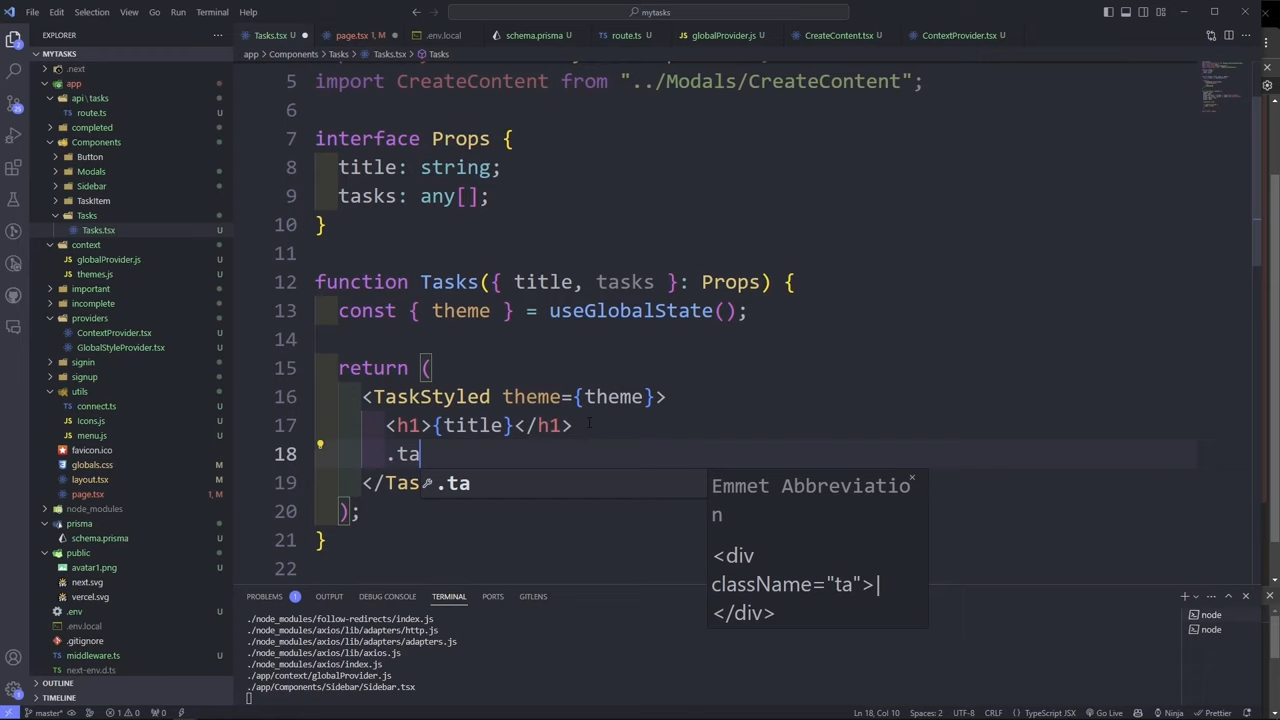 File Edit Selection View Go Run Terminal Help
mytasks
EXPLORER
MYTASKS
.next
app
api \ tasks
route.ts U
completed
Components
Button
Modals
Sidebar
TaskItem
Tasks
Tasks.tsx U
context
globalProvider.js U
themes.js U
important
incomplete
providers
ContextProvider.tsx U
GlobalStyleProvider.tsx U
signin
signup
utils
connect.ts U
Icons.js U
menu.js U
favicon.ico
globals.css U
layout.tsx U
page.tsx 1, M
node_modules
prisma
schema.prisma U
public
avatar1.png U
next.svg
vercel.svg
.env U
.env.local
.gitignore
middleware.ts U
next-env.d.ts
OUTLINE
TIMELINE
Tasks.tsx page.tsx 1, M .env.local schema.prisma U route.ts U globalProvider.js U CreateContent.tsx U ContextProvider.tsx U
app > Components > Tasks > Tasks.tsx > Tasks
5 import CreateContent from "../Modals/CreateContent";
6
7 interface Props {
8 title: string;
9 tasks: any[];
10 }
11
12 function Tasks({ title, tasks }: Props) {
13 const { theme } = useGlobalState();
14
15 return (
16 <TaskStyled theme={theme}>
17 <h1>{title}</h1>
18 .ta
19 </Tas
20 );
21 }
22
.ta
Emmet Abbreviatio
n
<div
className="ta">|
</div>
PROBLEMS 1 OUTPUT DEBUG CONSOLE TERMINAL PORTS GITLENS
./node_modules/follow-redirects/index.js
./node_modules/axios/lib/adapters/http.js
./node_modules/axios/lib/adapters/adapters.js
./node_modules/axios/lib/axios.js
./node_modules/axios/index.js
./app/context/globalProvider.js
./app/Components/Sidebar/Sidebar.tsx
node
node
master* 1 0 0 Ln 18, Col 10 Spaces: 2 UTF-8 CRLF TypeScript JSX Go Live Ninja Prettier